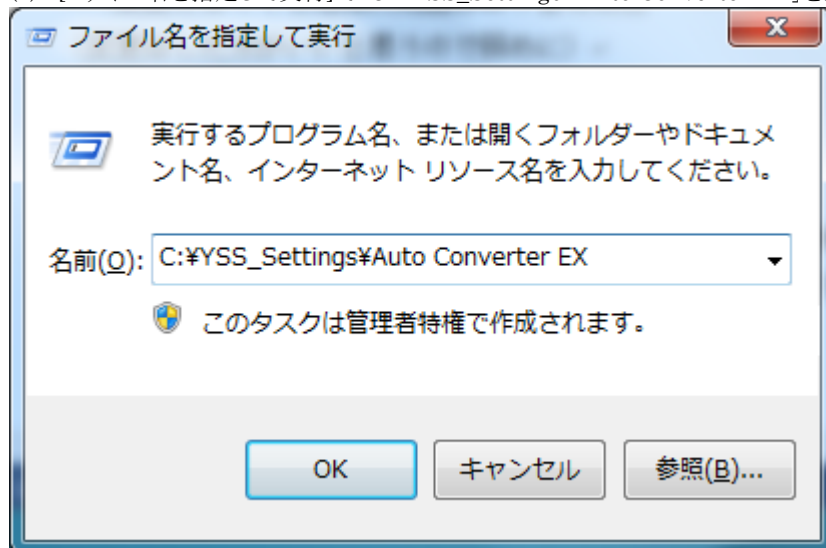 ファイル名を指定して実行
実行するプログラム名、または開くフォルダーやドキュメ
ント名、インターネット リソース名を入力してください。
名前(O): C:¥YSS_Settings¥Auto Converter EX
このタスクは管理者特権で作成されます。
OK キャンセル 参照(B)...